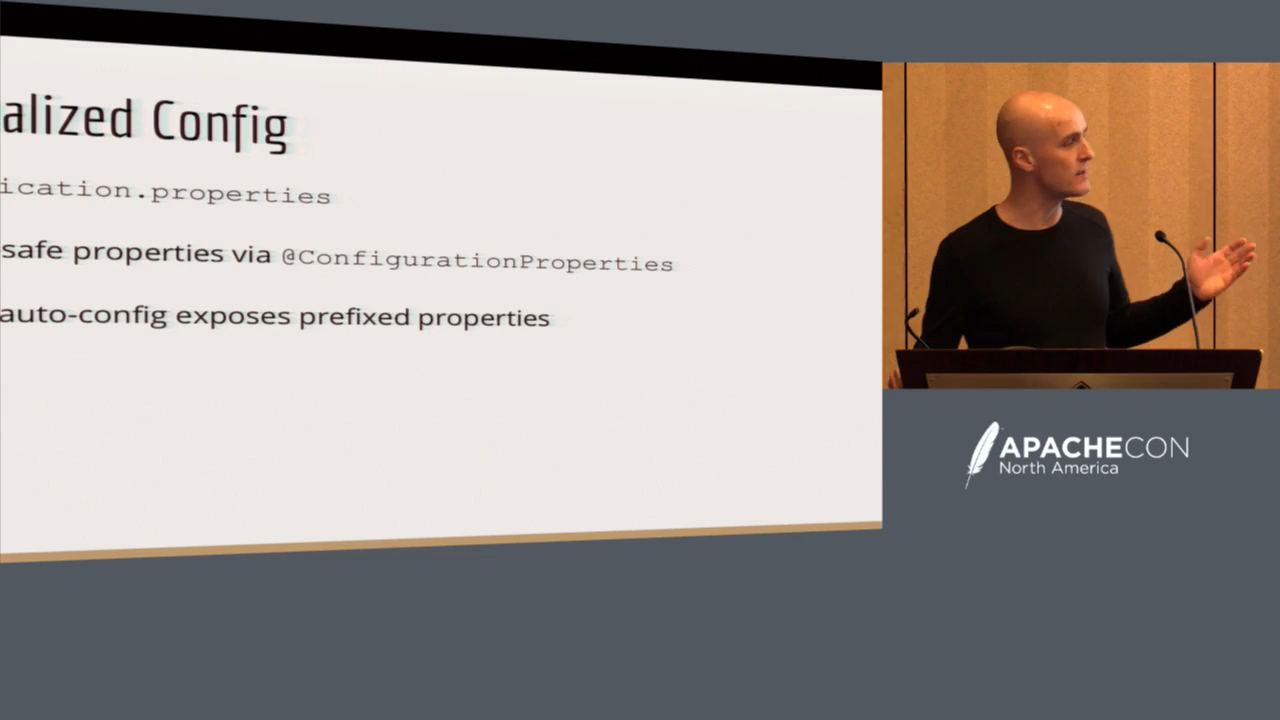 alized Config
ication.properties
safe properties via @ConfigurationProperties
auto-config exposes prefixed properties
APACHECON
North America